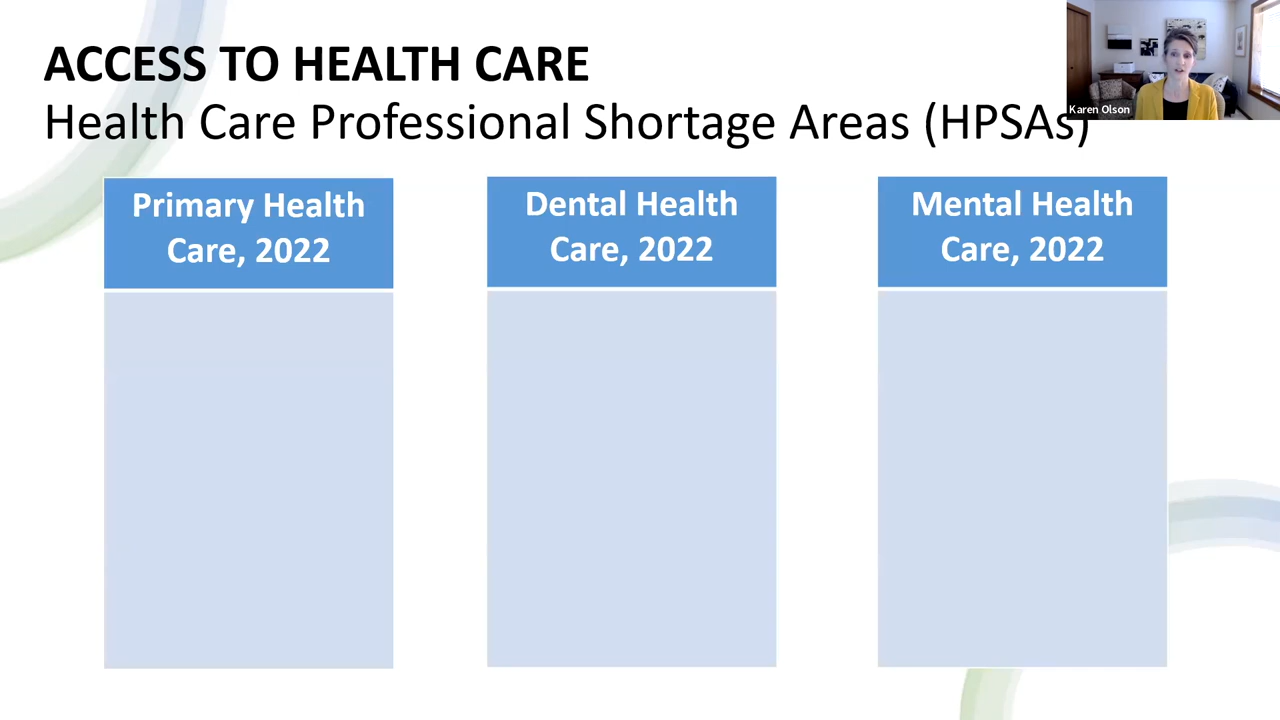 ACCESS TO HEALTH CARE
Health Care Professional Shortage Areas (HPSAs)
Karen Olson
Primary Health
Care, 2022
Dental Health
Care, 2022
Mental Health
Care, 2022